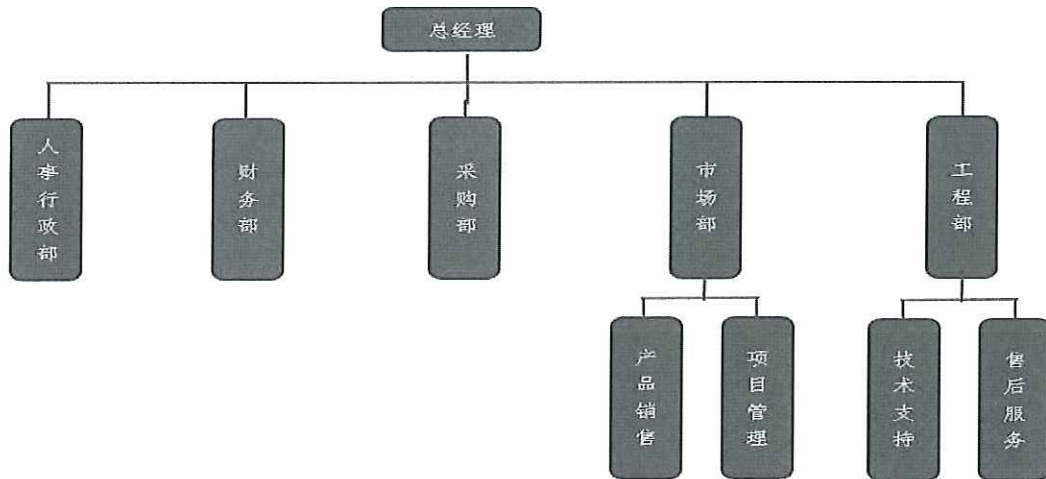 总经理
人事行政部
财务部
采购部
市场部
工程部
产品销售
项目管理
技术支持
售后服务